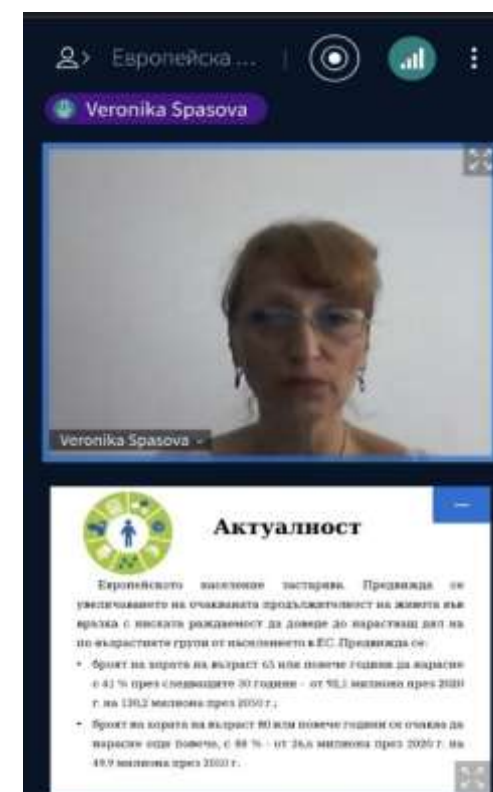 Европейска ...
Veronika Spasova
Veronika Spasova
Актуалност
Европейското население застарява. Предвижда се
увеличаването на очакваната продължителност на живота във
връзка с ниската раждаемост да доведе до нарастващ дял на
по-възрастните групи от населението в ЕС. Предвижда се:
• броят на хората на възраст 65 или повече години да нарасне
с 41 % през следващите 30 години – от 92,1 милиона през 2020
г. на 130,2 милиона през 2050 г.;
• броят на хората на възраст 80 или повече години се очаква да
нарасне още повече, с 88 % – от 26,6 милиона през 2020 г. на
49,9 милиона през 2050 г.